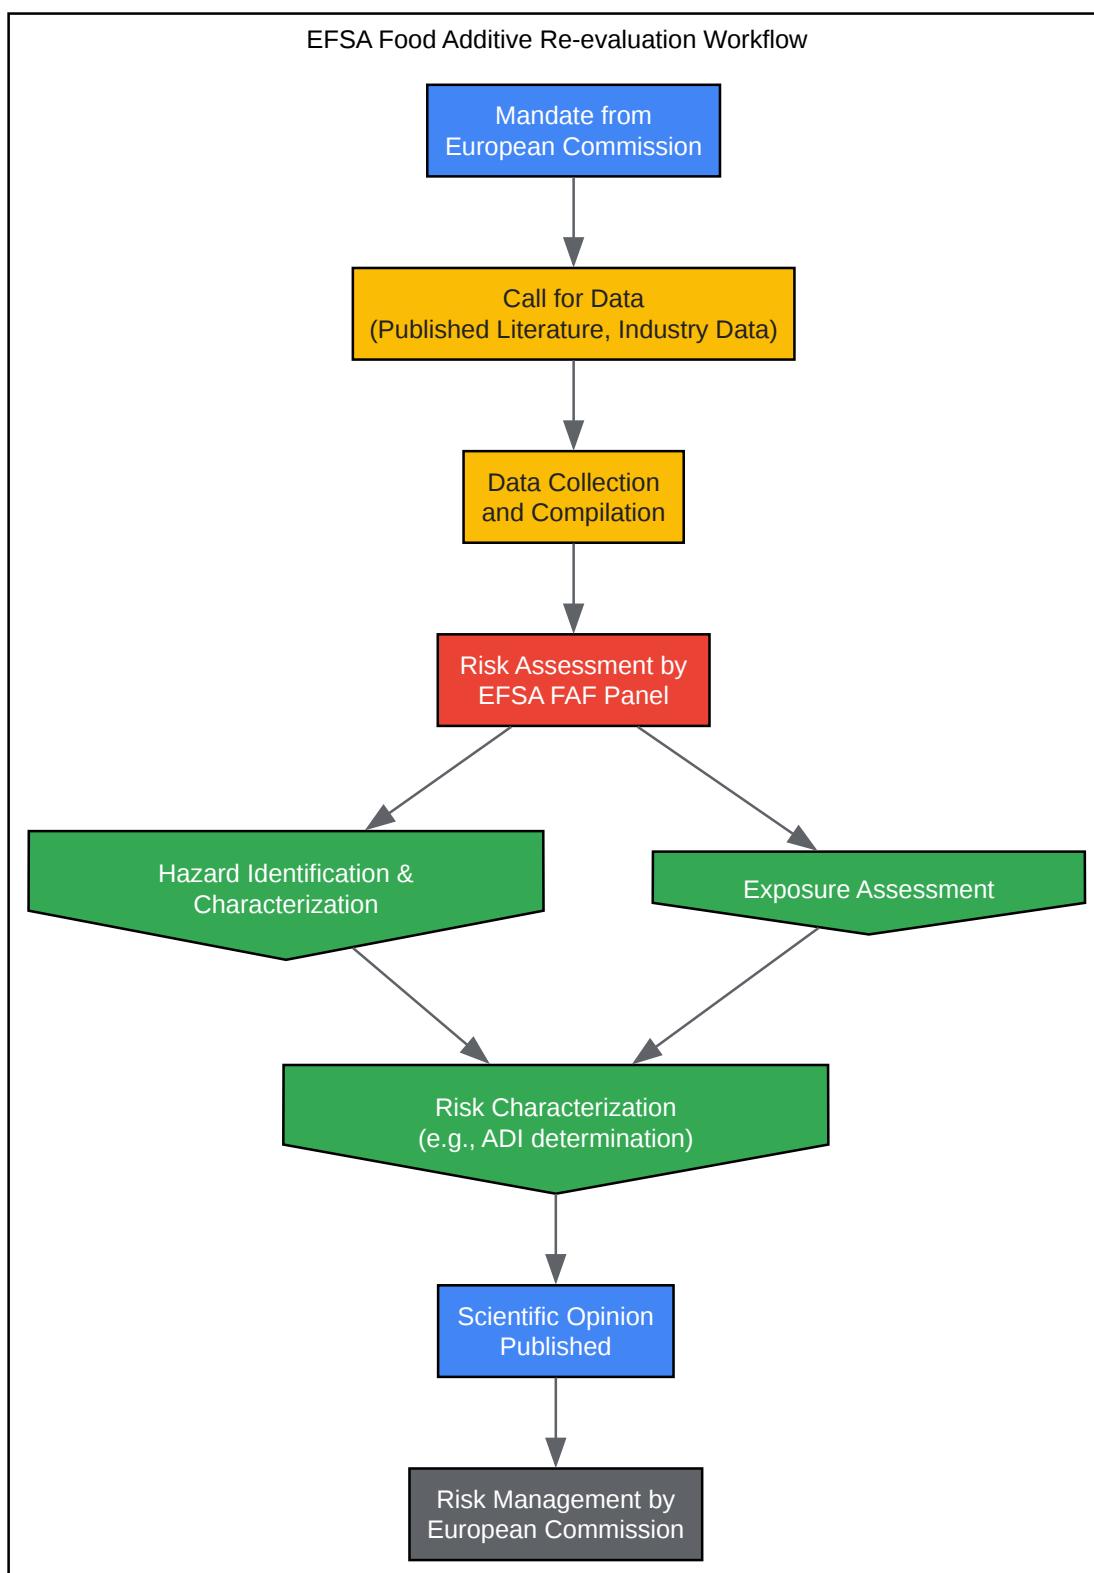 EFSA Food Additive Re-evaluation Workflow
Mandate from
European Commission
Call for Data
(Published Literature, Industry Data)
Data Collection
and Compilation
Risk Assessment by
EFSA FAF Panel
Hazard Identification &
Characterization
Exposure Assessment
Risk Characterization
(e.g., ADI determination)
Scientific Opinion
Published
Risk Management by
European Commission